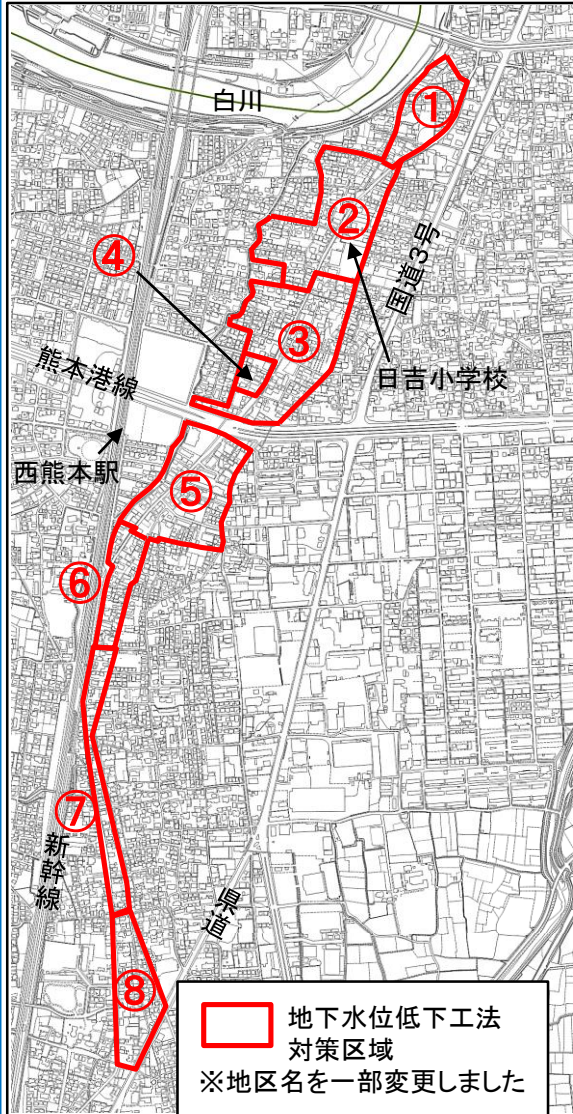 白川
①
②
国道3号
④
③
熊本港線
日吉小学校
西熊本駅
⑤
⑥
⑦
新幹線
県道
⑧
地下水位低下工法
対策区域
※地区名を一部変更しました